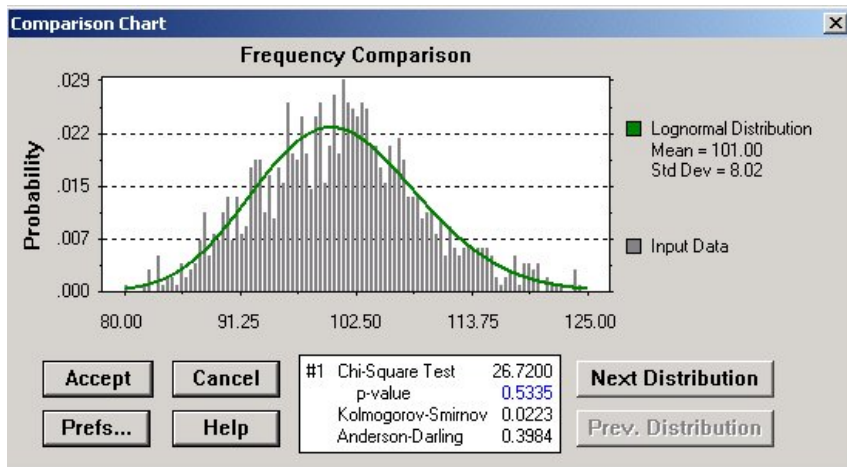 Comparison Chart
Frequency Comparison
Probability
.029
.022
.015
.007
.000
80.00 91.25 102.50 113.75 125.00
Lognormal Distribution
Mean = 101.00
Std Dev = 8.02
Input Data
Accept
Cancel
Prefs...
Help
#1 Chi-Square Test 26.7200
p-value 0.5335
Kolmogorov-Smirnov 0.0223
Anderson-Darling 0.3984
Next Distribution
Prev. Distribution